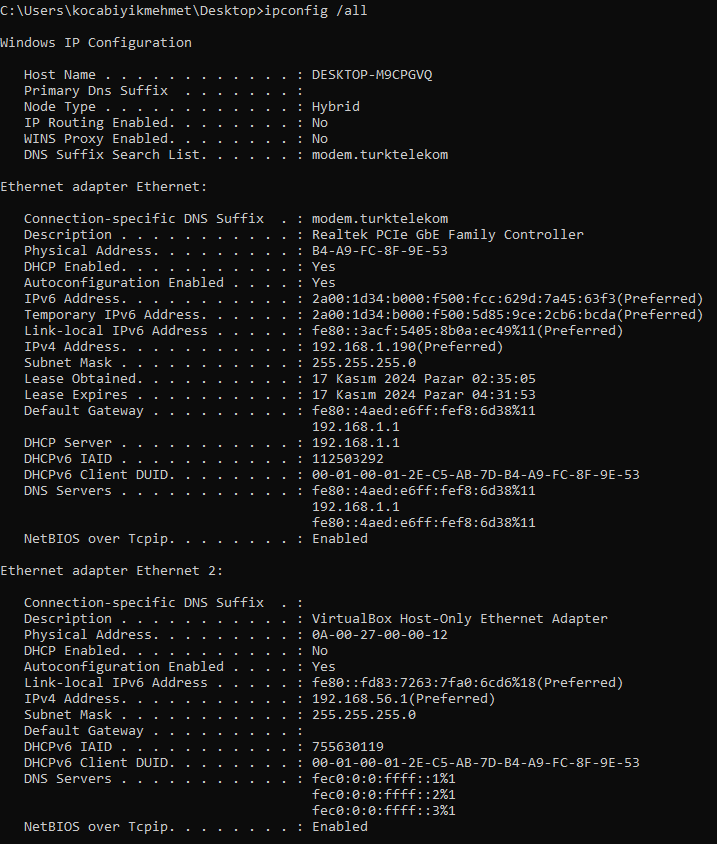 C:\Users\kocabiyikmehmet\Desktop>ipconfig /all
Windows IP Configuration
Host Name . . . . . . . . . . . . : DESKTOP-M9CPGVQ
Primary Dns Suffix  . . . . . . . :
Node Type . . . . . . . . . . . . : Hybrid
IP Routing Enabled. . . . . . . . : No
WINS Proxy Enabled. . . . . . . . : No
DNS Suffix Search List. . . . . . : modem.turktelekom
Ethernet adapter Ethernet:
Connection-specific DNS Suffix  . : modem.turktelekom
Description . . . . . . . . . . . : Realtek PCIe GbE Family Controller
Physical Address. . . . . . . . . : B4-A9-FC-8F-9E-53
DHCP Enabled. . . . . . . . . . . : Yes
Autoconfiguration Enabled . . . . : Yes
IPv6 Address. . . . . . . . . . . : 2a00:1d34:b000:f500:fcc:629d:7a45:63f3(Preferred)
Temporary IPv6 Address. . . . . . : 2a00:1d34:b000:f500:5d85:9ce:2cb6:bcda(Preferred)
Link-local IPv6 Address . . . . . : fe80::3acf:5405:8b0a:ec49%11(Preferred)
IPv4 Address. . . . . . . . . . . : 192.168.1.190(Preferred)
Subnet Mask . . . . . . . . . . . : 255.255.255.0
Lease Obtained. . . . . . . . . . : 17 Kasım 2024 Pazar 02:35:05
Lease Expires . . . . . . . . . . : 17 Kasım 2024 Pazar 04:31:53
Default Gateway . . . . . . . . . : fe80::4aed:e6ff:fef8:6d38%11
192.168.1.1
DHCP Server . . . . . . . . . . . : 192.168.1.1
DHCPv6 IAID . . . . . . . . . . . : 112503292
DHCPv6 Client DUID. . . . . . . . : 00-01-00-01-2E-C5-AB-7D-B4-A9-FC-8F-9E-53
DNS Servers . . . . . . . . . . . : fe80::4aed:e6ff:fef8:6d38%11
192.168.1.1
fe80::4aed:e6ff:fef8:6d38%11
NetBIOS over Tcpip. . . . . . . . : Enabled
Ethernet adapter Ethernet 2:
Connection-specific DNS Suffix  . :
Description . . . . . . . . . . . : VirtualBox Host-Only Ethernet Adapter
Physical Address. . . . . . . . . : 0A-00-27-00-00-12
DHCP Enabled. . . . . . . . . . . : No
Autoconfiguration Enabled . . . . : Yes
Link-local IPv6 Address . . . . . : fe80::fd83:7263:7fa0:6cd6%18(Preferred)
IPv4 Address. . . . . . . . . . . : 192.168.56.1(Preferred)
Subnet Mask . . . . . . . . . . . : 255.255.255.0
Default Gateway . . . . . . . . . :
DHCPv6 IAID . . . . . . . . . . . : 755630119
DHCPv6 Client DUID. . . . . . . . : 00-01-00-01-2E-C5-AB-7D-B4-A9-FC-8F-9E-53
DNS Servers . . . . . . . . . . . : fec0:0:0:ffff::1%1
fec0:0:0:ffff::2%1
fec0:0:0:ffff::3%1
NetBIOS over Tcpip. . . . . . . . : Enabled